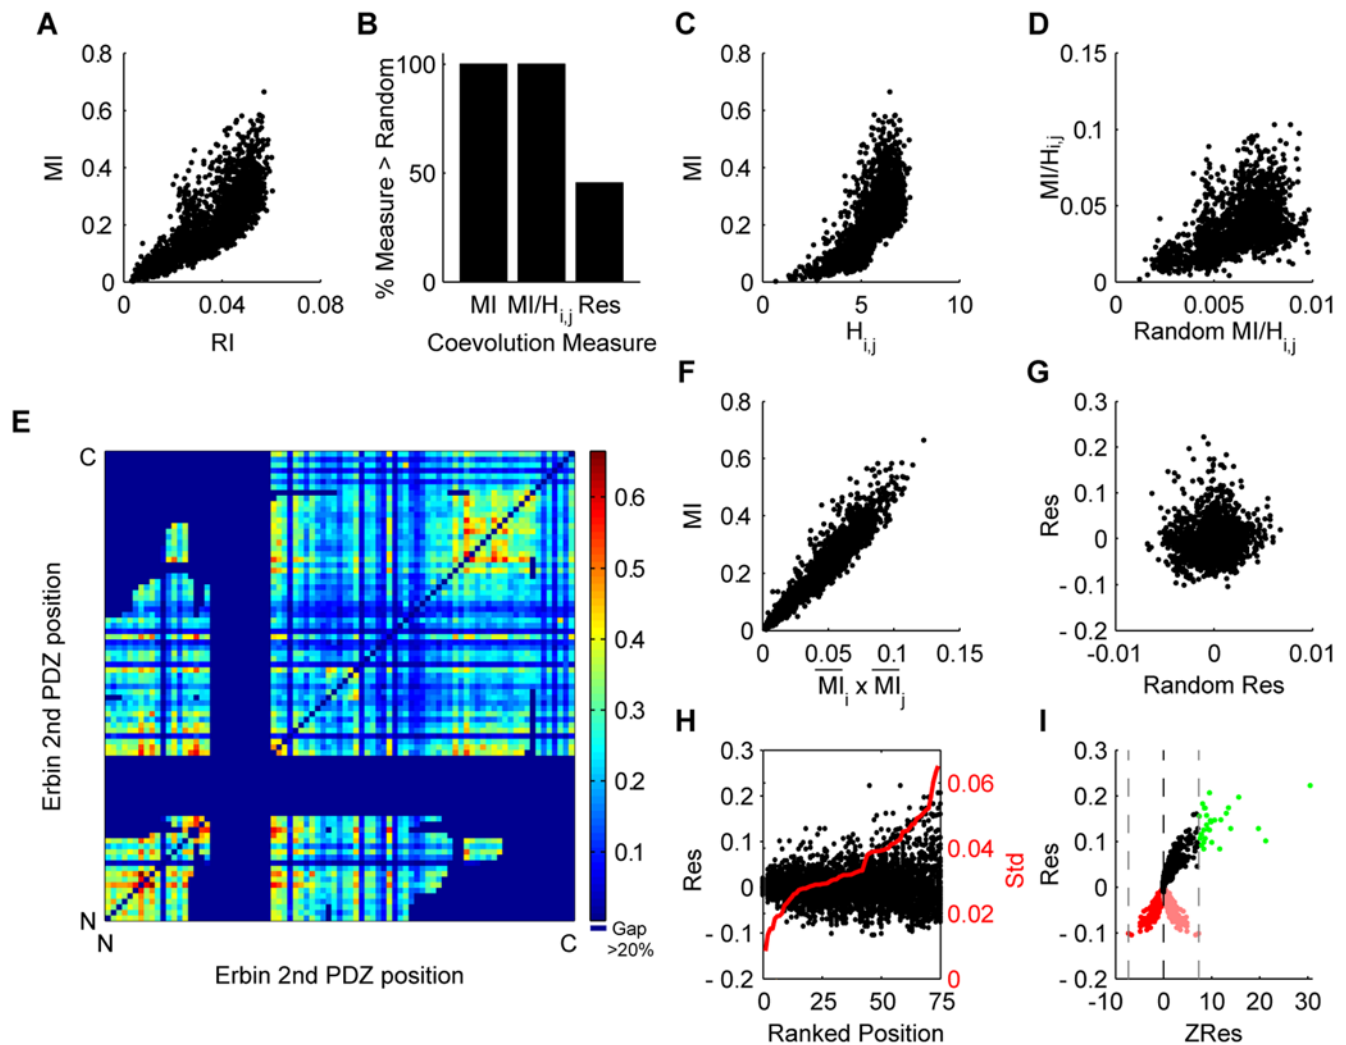 A
0.8
0.6
0.4
0.2
0
0 0.04 0.08
MI
RI
B
100
50
0
% Measure > Random
MI MI/Hi,j Res
Coevolution Measure
C
0.8
0.6
0.4
0.2
0
0 5 10
MI
Hi,j
D
0.15
0.1
0.05
0
0 0.005 0.01
MI/Hi,j
Random MI/Hi,j
E
C
N
N C
Erbin 2nd PDZ position
Erbin 2nd PDZ position
0.6
0.5
0.4
0.3
0.2
0.1
Gap
>20%
F
0.8
0.6
0.4
0.2
0
0 0.05 0.1 0.15
MI
MIi x MIj
G
0.3
0.2
0.1
0
- 0.1
- 0.2
-0.01 0 0.01
Res
Random Res
H
0.3
0.2
0.1
0
- 0.1
- 0.2
0 25 50 75
Res
0.06
0.04
0.02
0
Std
Ranked Position
I
0.3
0.2
0.1
0
- 0.1
- 0.2
-10 0 10 20 30
Res
ZRes